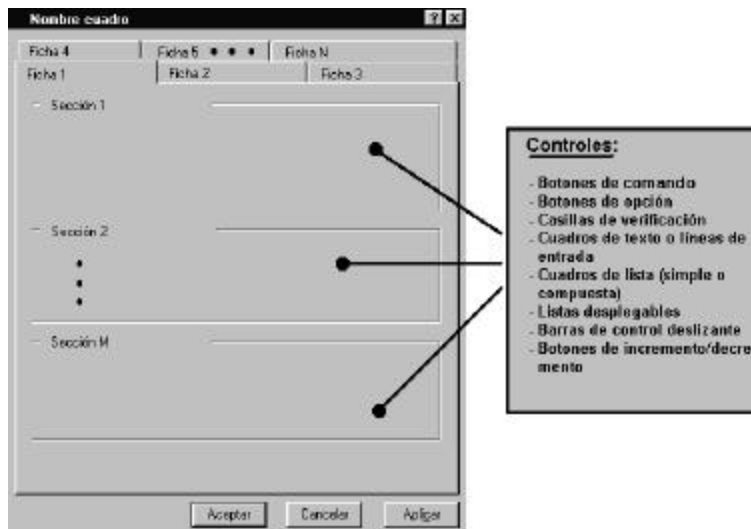 Nombre cuadro
Ficha 4
Ficha 5
Ficha N
Ficha 1
Ficha 2
Ficha 3
Sección 1
Sección 2
Sección M
Aceptar
Cancelar
Apligar
Controles:
- Botones de comando
- Botones de opción
- Casillas de verificación
- Cuadros de texto o líneas de
entrada
- Cuadros de lista (simple o
compuesta)
- Listas desplegables
- Barras de control deslizante
- Botones de incremento/decre
mento